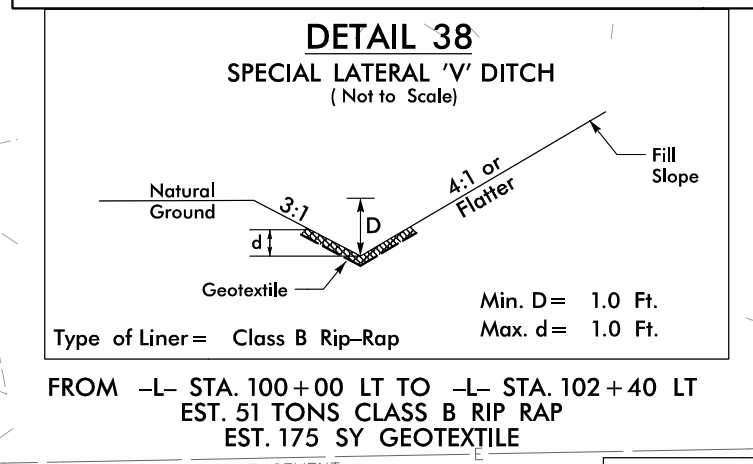 DETAIL 38
SPECIAL LATERAL 'V' DITCH
( Not to Scale)
Natural
Ground
3:1
D
4:1 or
Flatter
Fill
Slope
d
Geotextile
Min. D= 1.0 Ft.
Max. d= 1.0 Ft.
Type of Liner= Class B Rip-Rap
FROM -L- STA. 100+00 LT TO -L- STA. 102+40 LT
EST. 51 TONS CLASS B RIP RAP
EST. 175 SY GEOTEXTILE
E